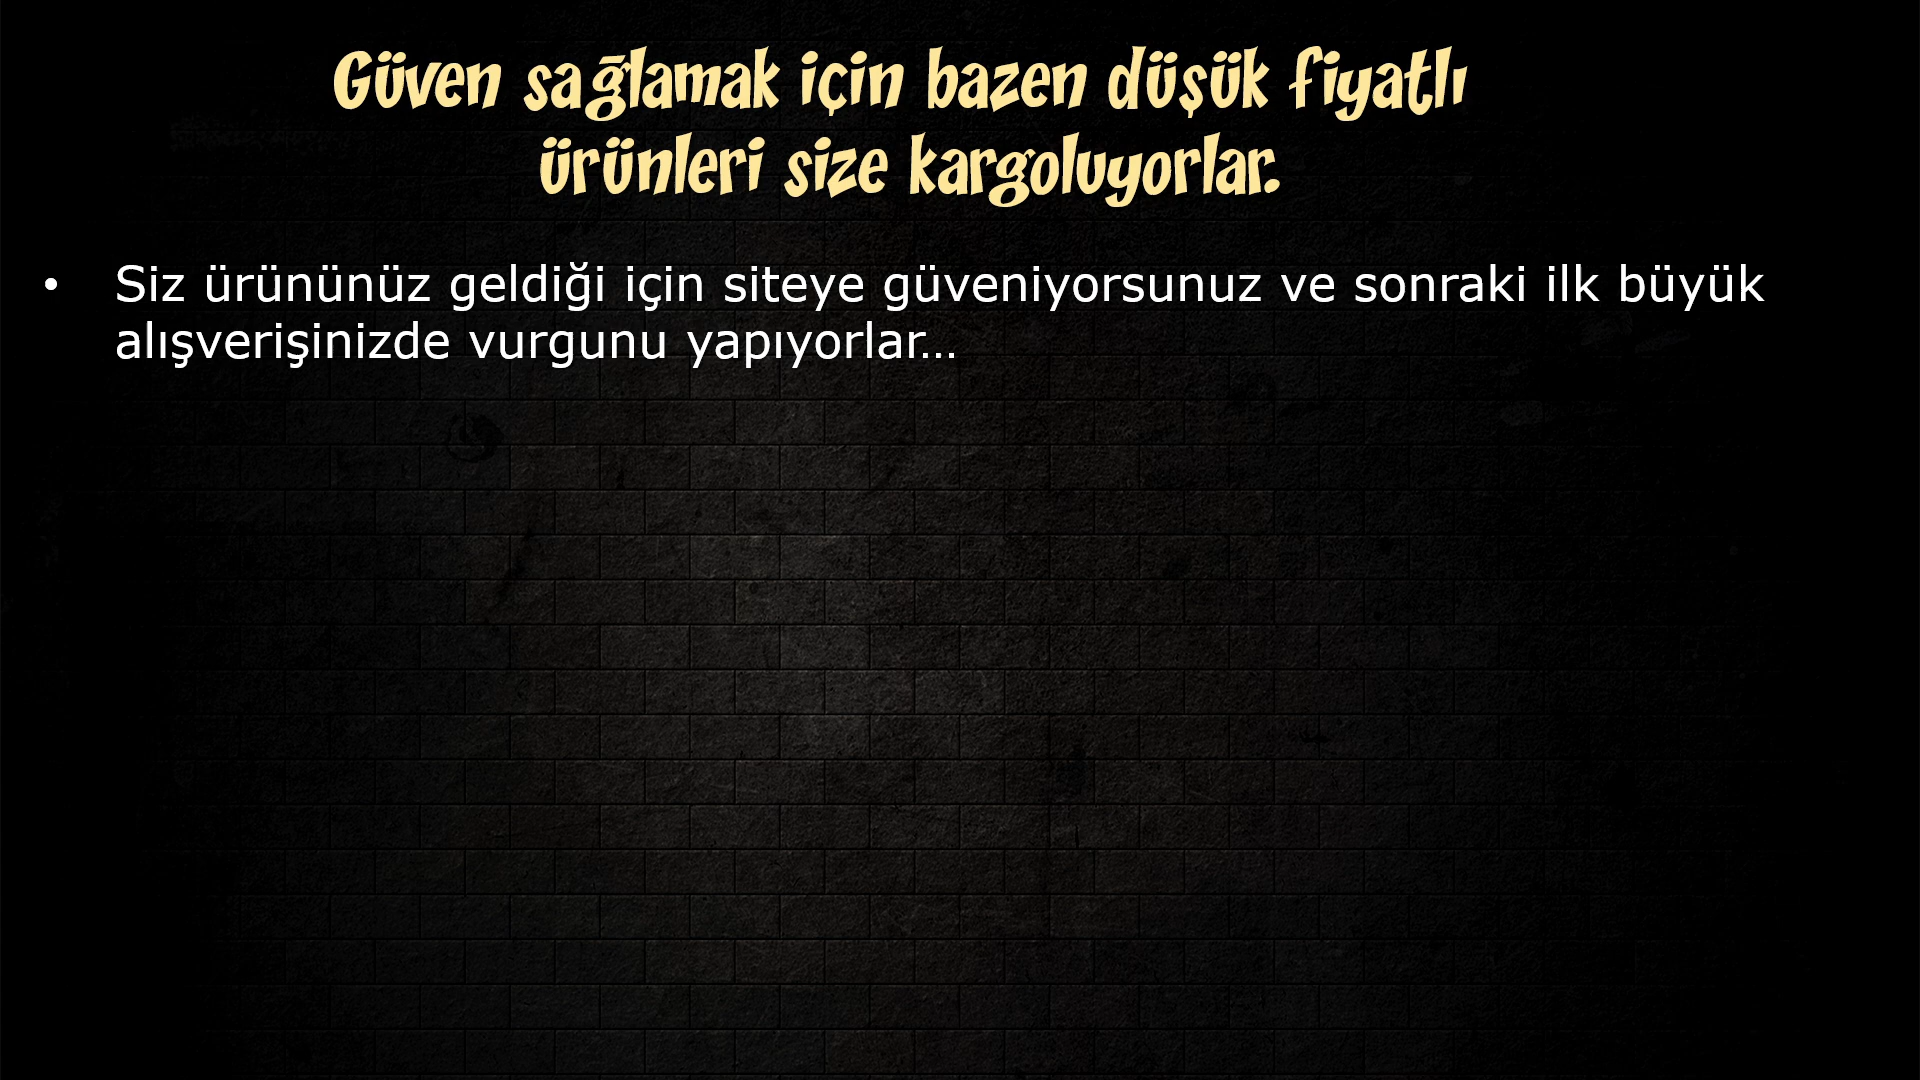 Güven sağlamak için bazen düşük fiyatlı
ürünleri size kargoluyorlar.
• Siz ürününüz geldiği için siteye güveniyorsunuz ve sonraki ilk büyük
alışverişinizde vurgunu yapıyorlar…